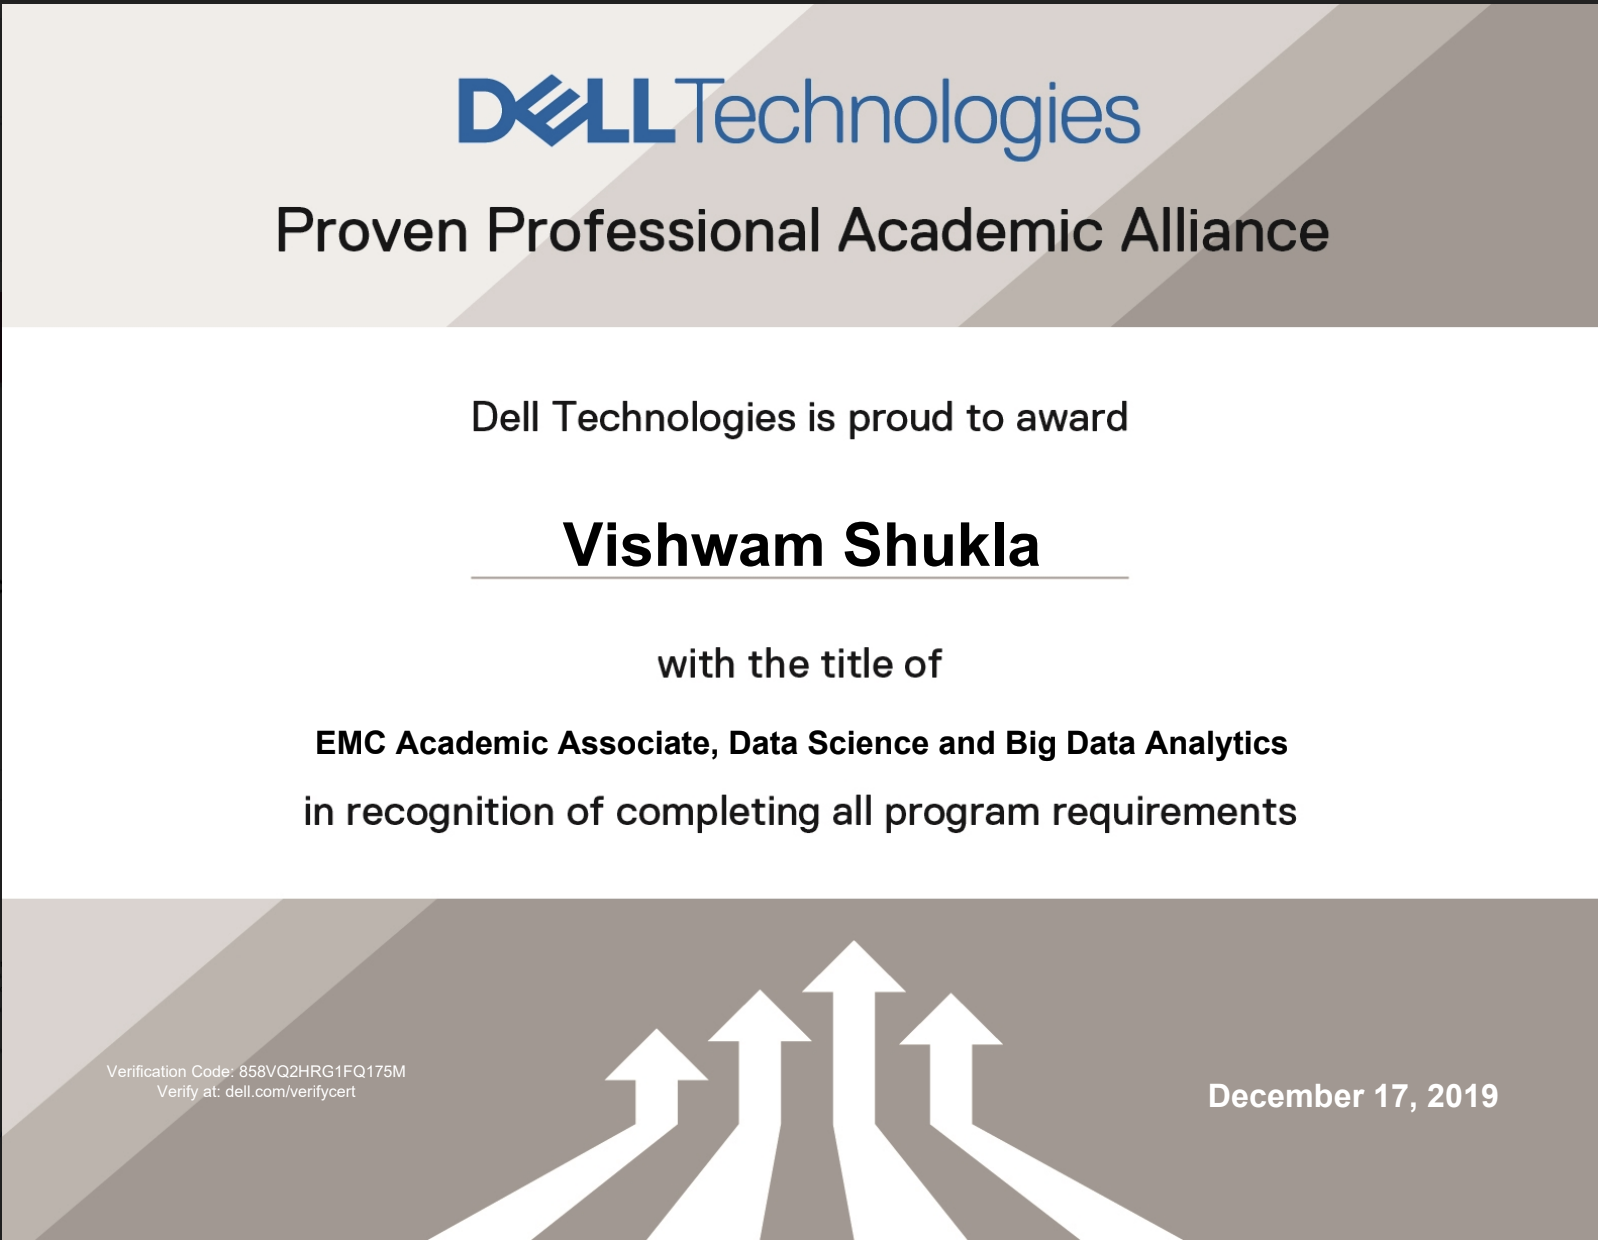 DELL Technologies
Proven Professional Academic Alliance
Dell Technologies is proud to award
Vishwam Shukla
with the title of
EMC Academic Associate, Data Science and Big Data Analytics
in recognition of completing all program requirements
Verification Code: 858VQ2HRG1FQ175M
Verify at: dell.com/verifycert
December 17, 2019